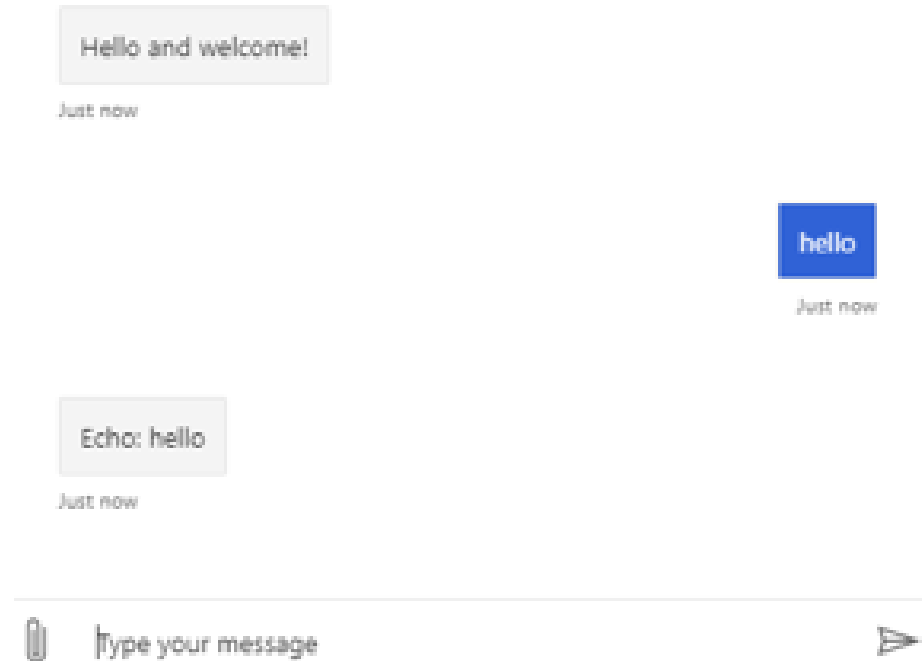 Hello and welcome!
Just now
hello
Just now
Echo: hello
Just now
Type your message